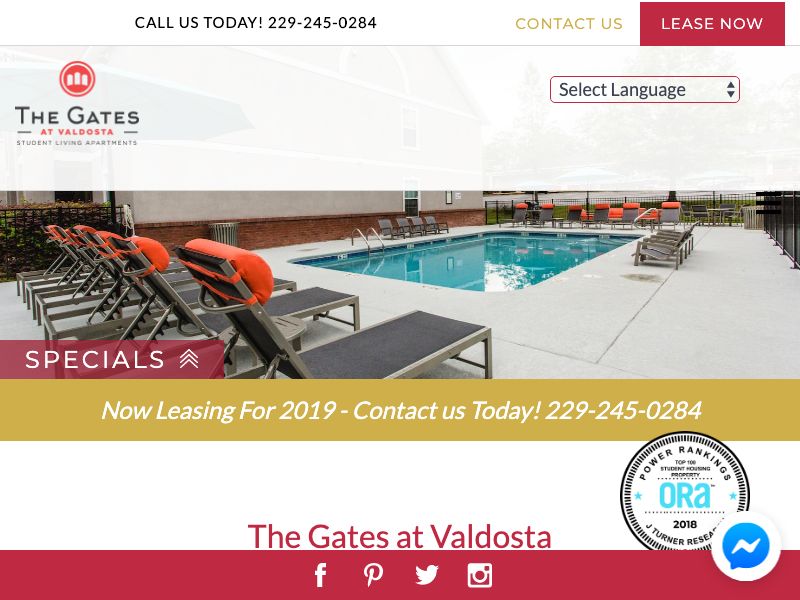 CALL US TODAY! 229-245-0284
CONTACT US
LEASE NOW
Select Language
THE GATES
AT VALDOSTA
STUDENT LIVING APARTMENTS
SPECIALS
Now Leasing For 2019 - Contact us Today! 229-245-0284
POWER RANKINGS
TOP 100
STUDENT HOUSING
PROPERTY
ORA
2018
J TURNER RESEAR
The Gates at Valdosta